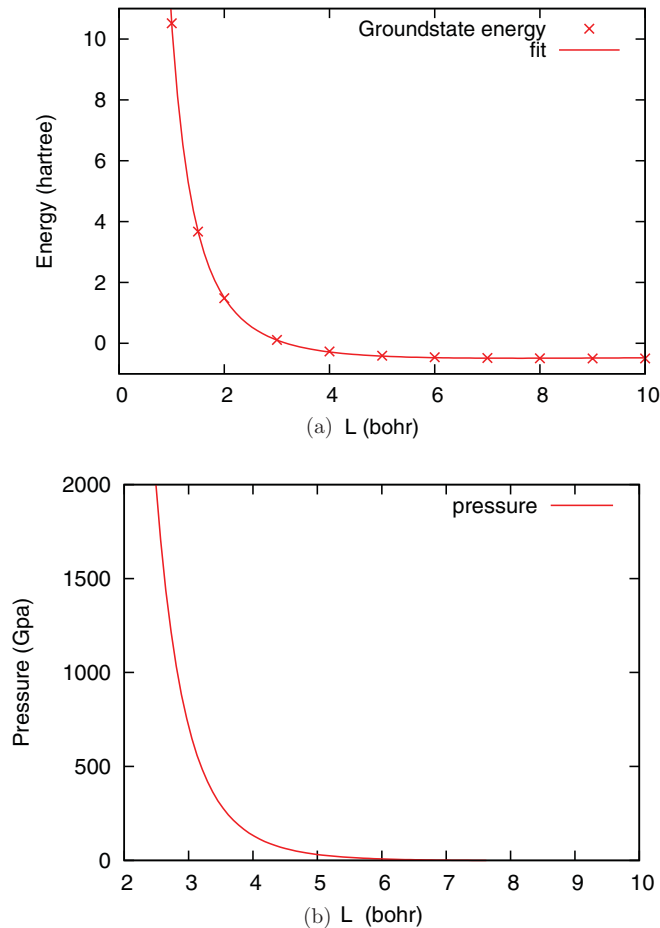 Groundstate energy
fit
Energy (hartree)
10
8
6
4
2
0
0 2 4 6 8 10
(a) L (bohr)
pressure
Pressure (Gpa)
2000
1500
1000
500
0
2 3 4 5 6 7 8 9 10
(b) L (bohr)